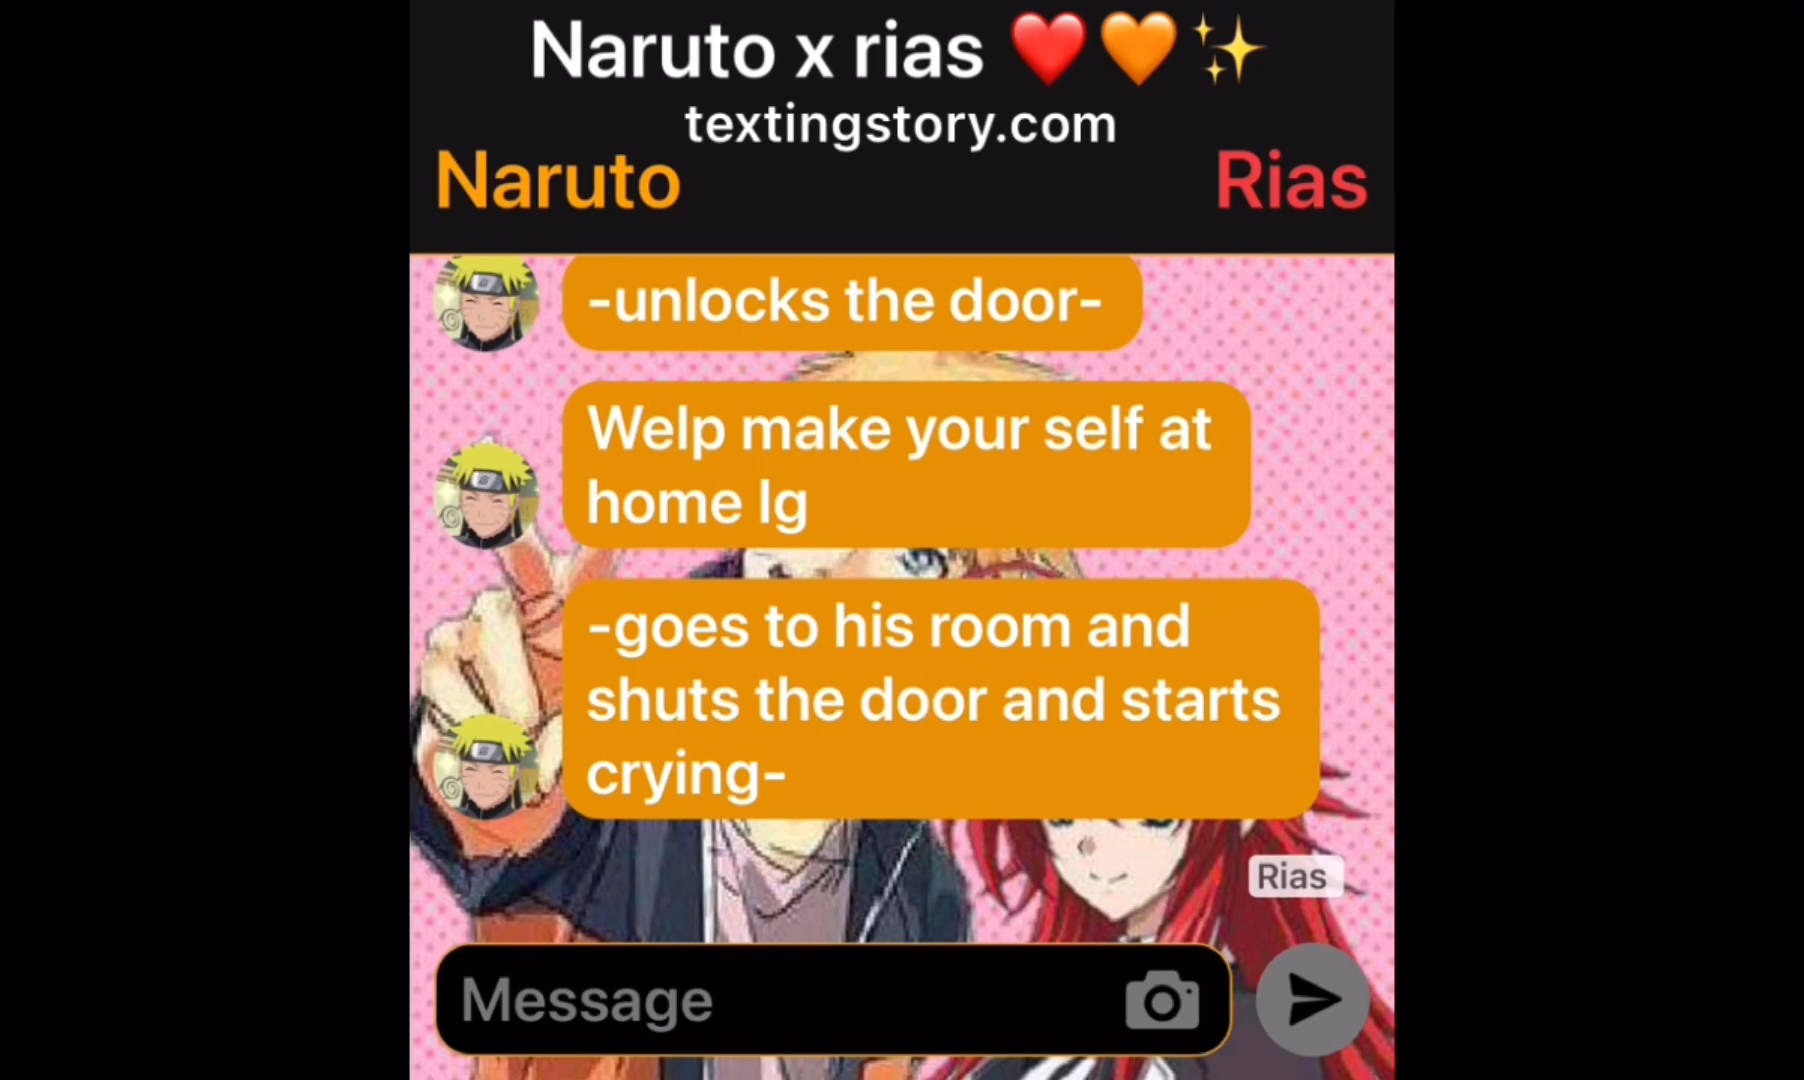 Naruto x rias ❤️🧡✨
textingstory.com
Naruto
Rias
-unlocks the door-
Welp make your self at
home Ig
-goes to his room and
shuts the door and starts
crying-
Rias
Message